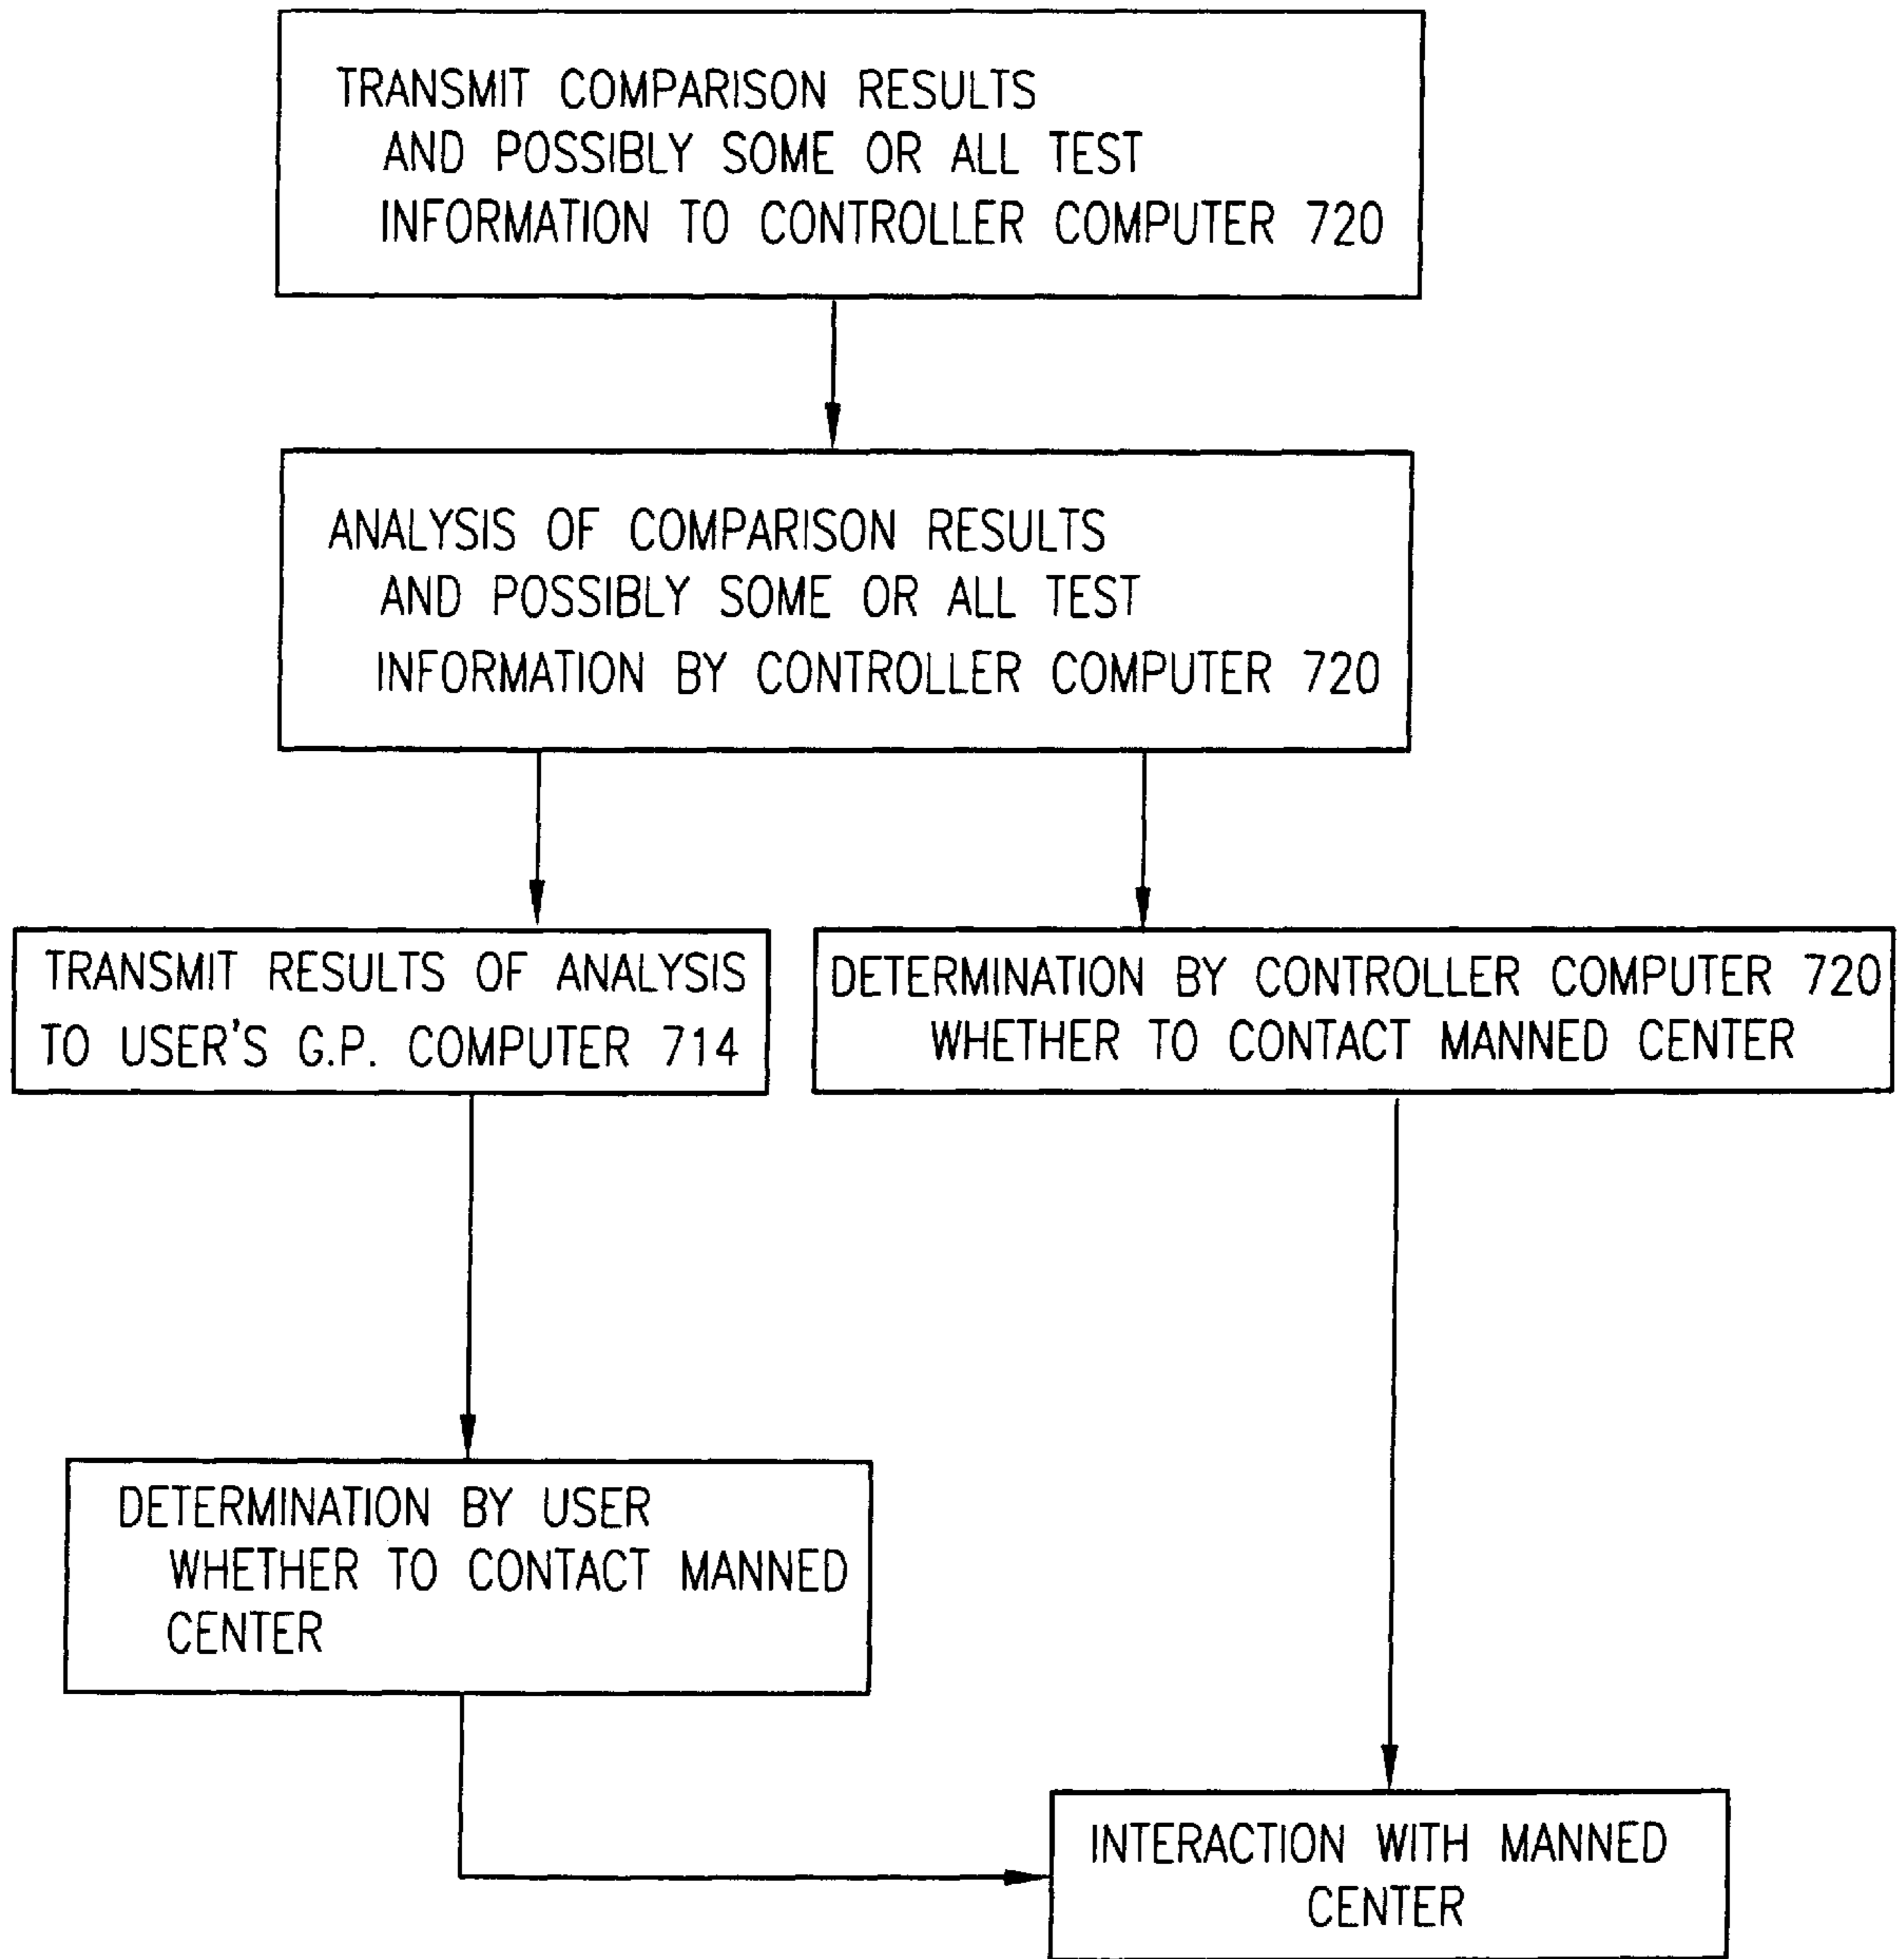 TRANSMIT COMPARISON RESULTS
AND POSSIBLY SOME OR ALL TEST
INFORMATION TO CONTROLLER COMPUTER 720
ANALYSIS OF COMPARISON RESULTS
AND POSSIBLY SOME OR ALL TEST
INFORMATION BY CONTROLLER COMPUTER 720
TRANSMIT RESULTS OF ANALYSIS
TO USER'S G.P. COMPUTER 714
DETERMINATION BY CONTROLLER COMPUTER 720
WHETHER TO CONTACT MANNED CENTER
DETERMINATION BY USER
WHETHER TO CONTACT MANNED
CENTER
INTERACTION WITH MANNED
CENTER